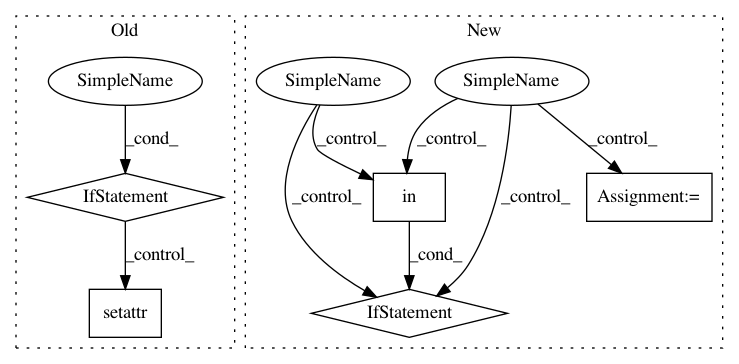 Old
New
SimpleName
SimpleName
SimpleName
_cond_
_control_
_control_
_control_
_control_
_control_
IfStatement
in
Assignment:=
_control_
_cond_
setattr
IfStatement